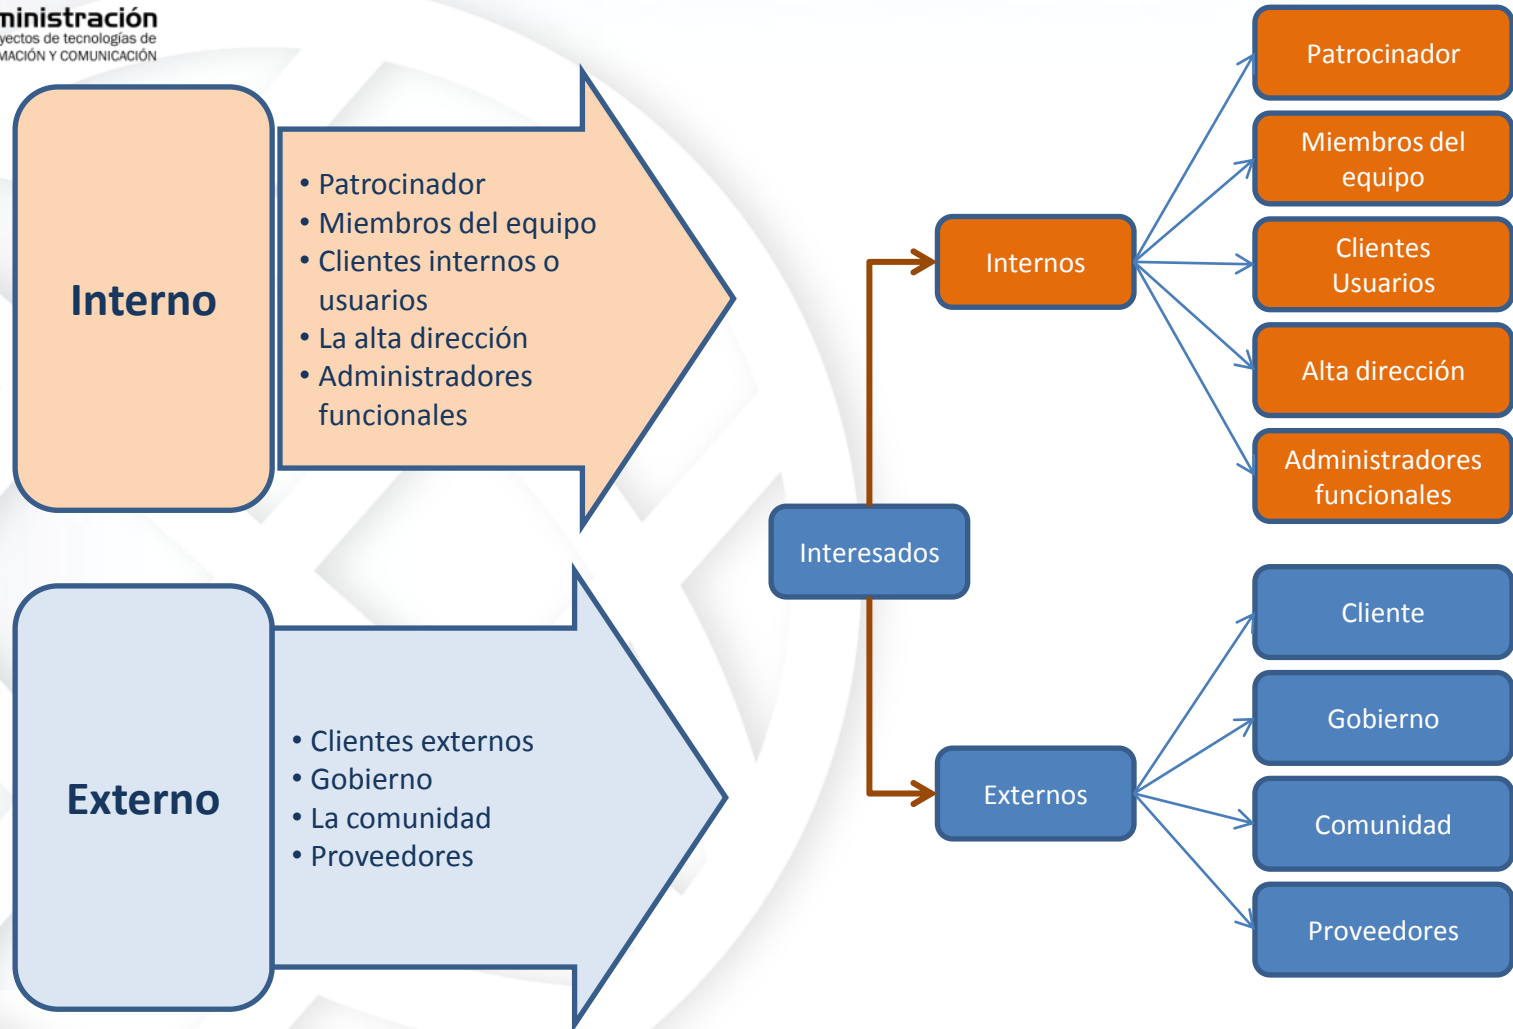 ministración
yectos de tecnologías de
MACIÓN Y COMUNICACIÓN
Interno
• Patrocinador
• Miembros del equipo
• Clientes internos o
usuarios
• La alta dirección
• Administradores
funcionales
Externo
• Clientes externos
• Gobierno
• La comunidad
• Proveedores
Interesados
Internos
Patrocinador
Miembros del
equipo
Clientes
Usuarios
Alta dirección
Administradores
funcionales
Externos
Cliente
Gobierno
Comunidad
Proveedores